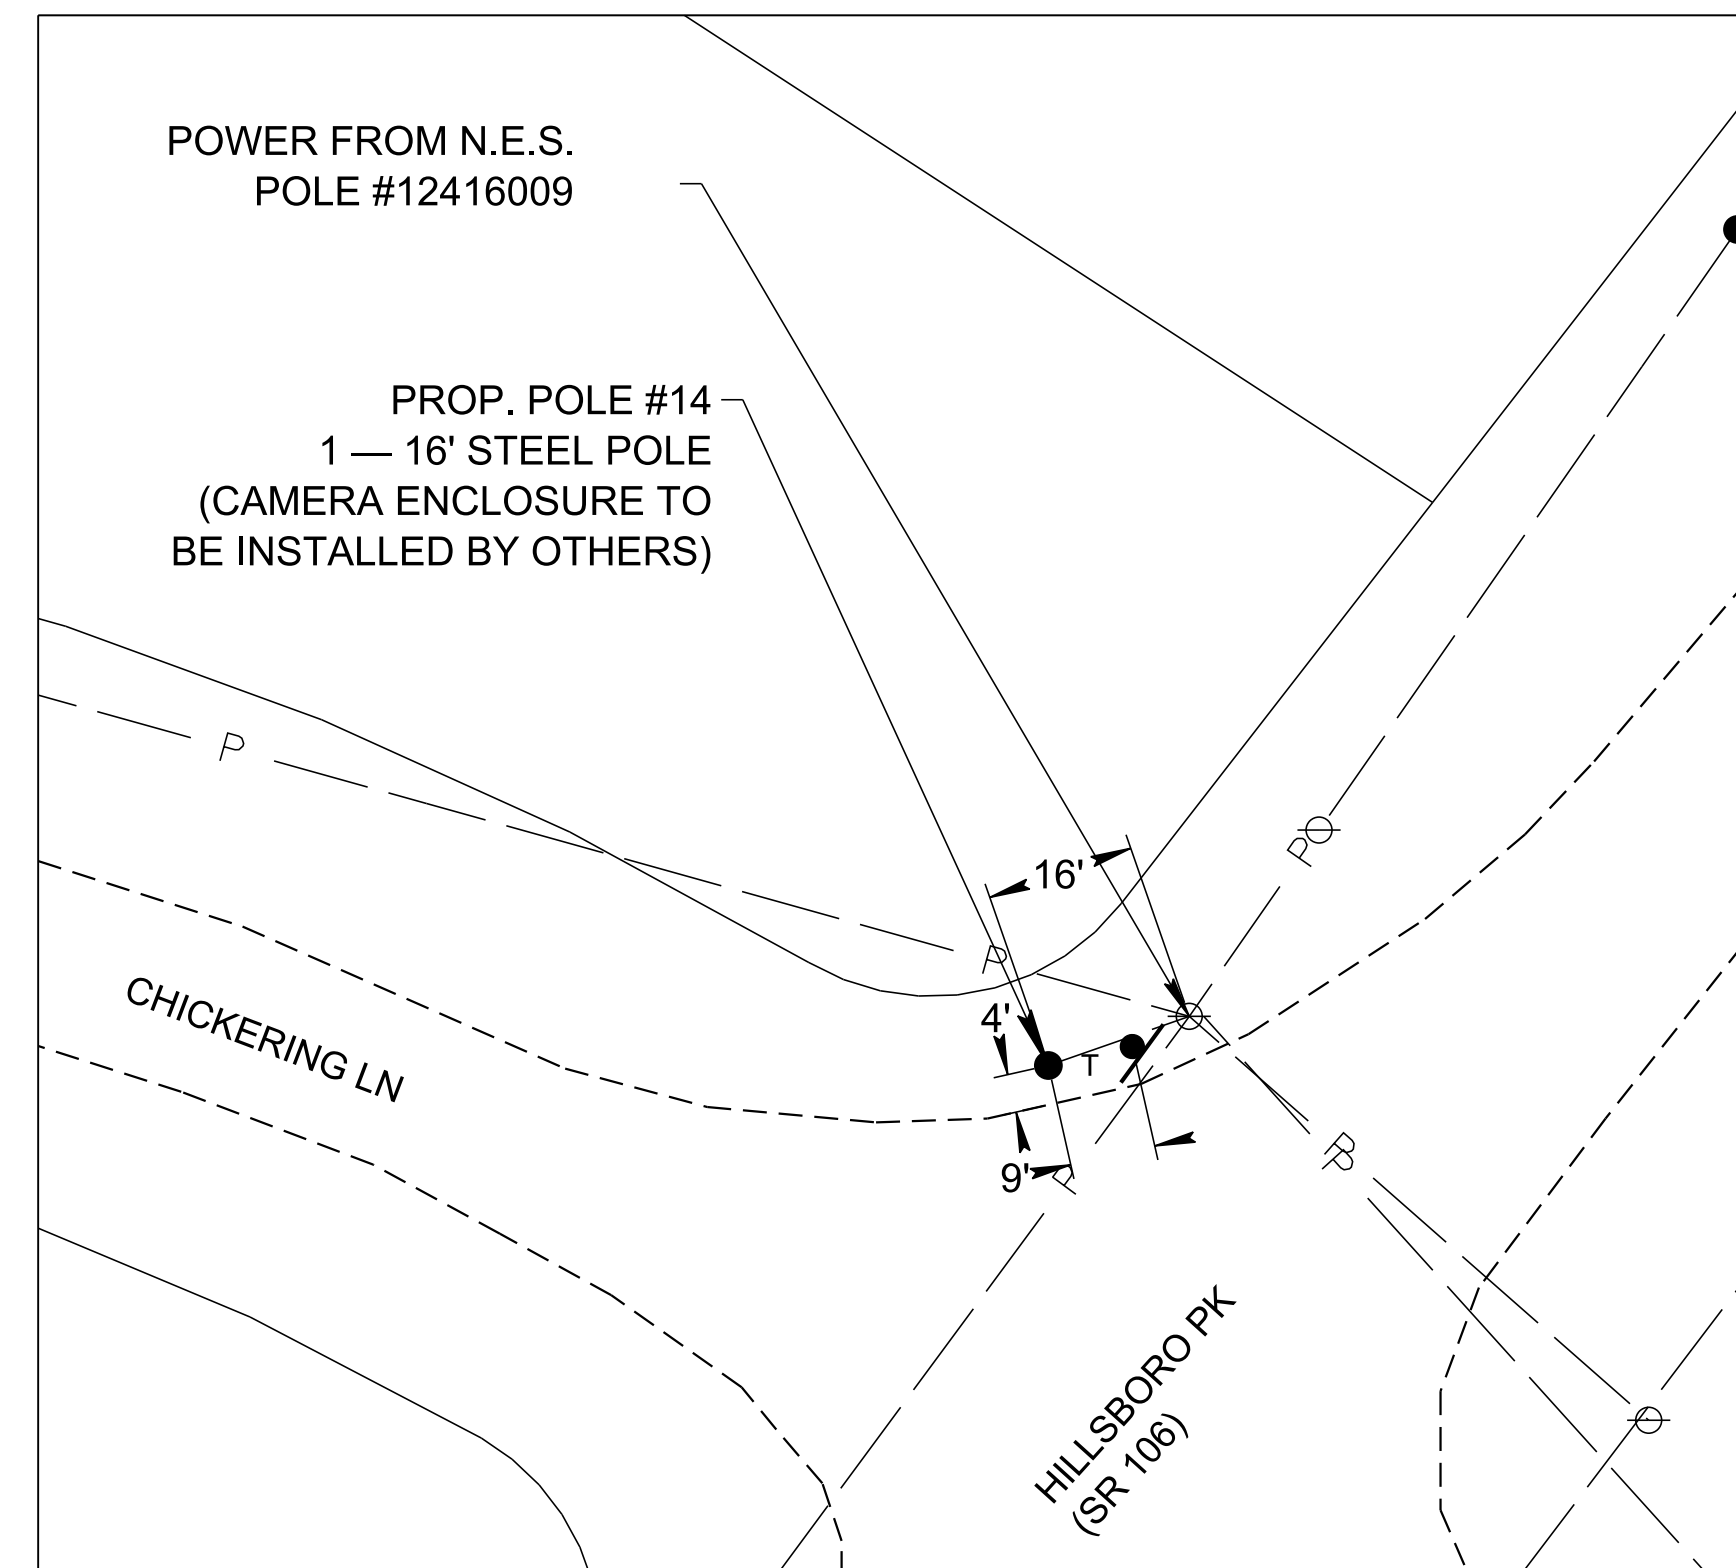 POWER FROM N.E.S.
POLE #12416009
PROP. POLE #14
1 — 16' STEEL POLE
(CAMERA ENCLOSURE TO
BE INSTALLED BY OTHERS)
P
P
16'
P
4'
T
CHICKERING LN
9'
P
P
P
HILLSBORO PK
(SR 106)